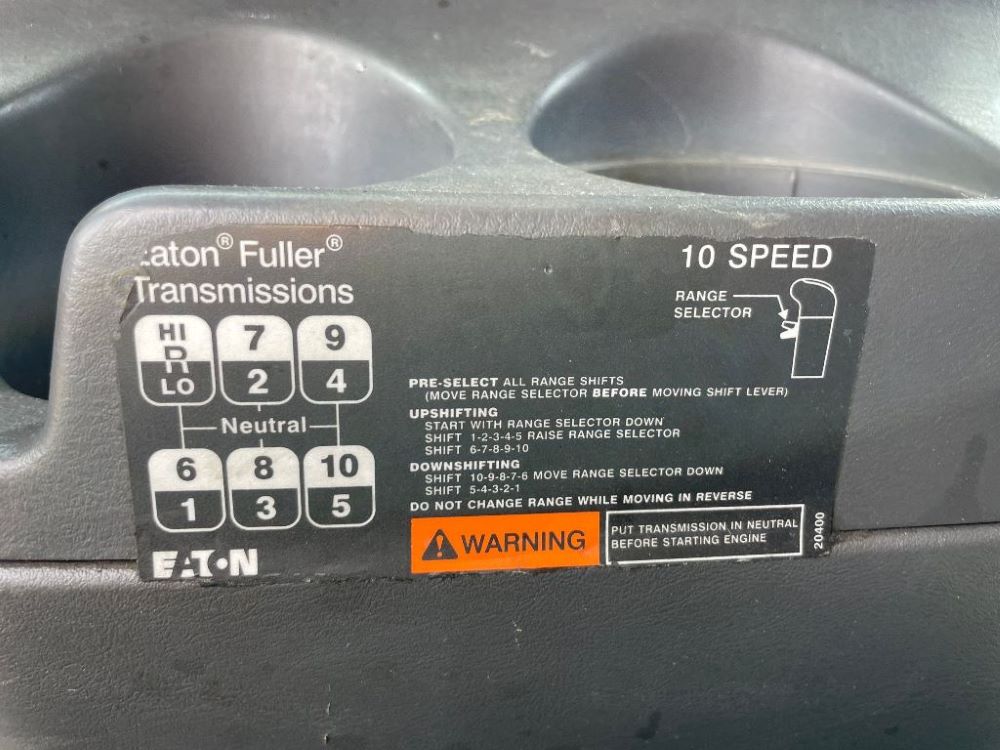 Eaton® Fuller®
Transmissions
10 SPEED
RANGE
SELECTOR
HI
R
LO
7
2
9
4
Neutral
6
1
8
3
10
5
EATON
PRE-SELECT ALL RANGE SHIFTS
(MOVE RANGE SELECTOR BEFORE MOVING SHIFT LEVER)
UPSHIFTING
START WITH RANGE SELECTOR DOWN
SHIFT 1-2-3-4-5 RAISE RANGE SELECTOR
SHIFT 6-7-8-9-10
DOWNSHIFTING
SHIFT 10-9-8-7-6 MOVE RANGE SELECTOR DOWN
SHIFT 5-4-3-2-1
DO NOT CHANGE RANGE WHILE MOVING IN REVERSE
WARNING
PUT TRANSMISSION IN NEUTRAL
BEFORE STARTING ENGINE
20400